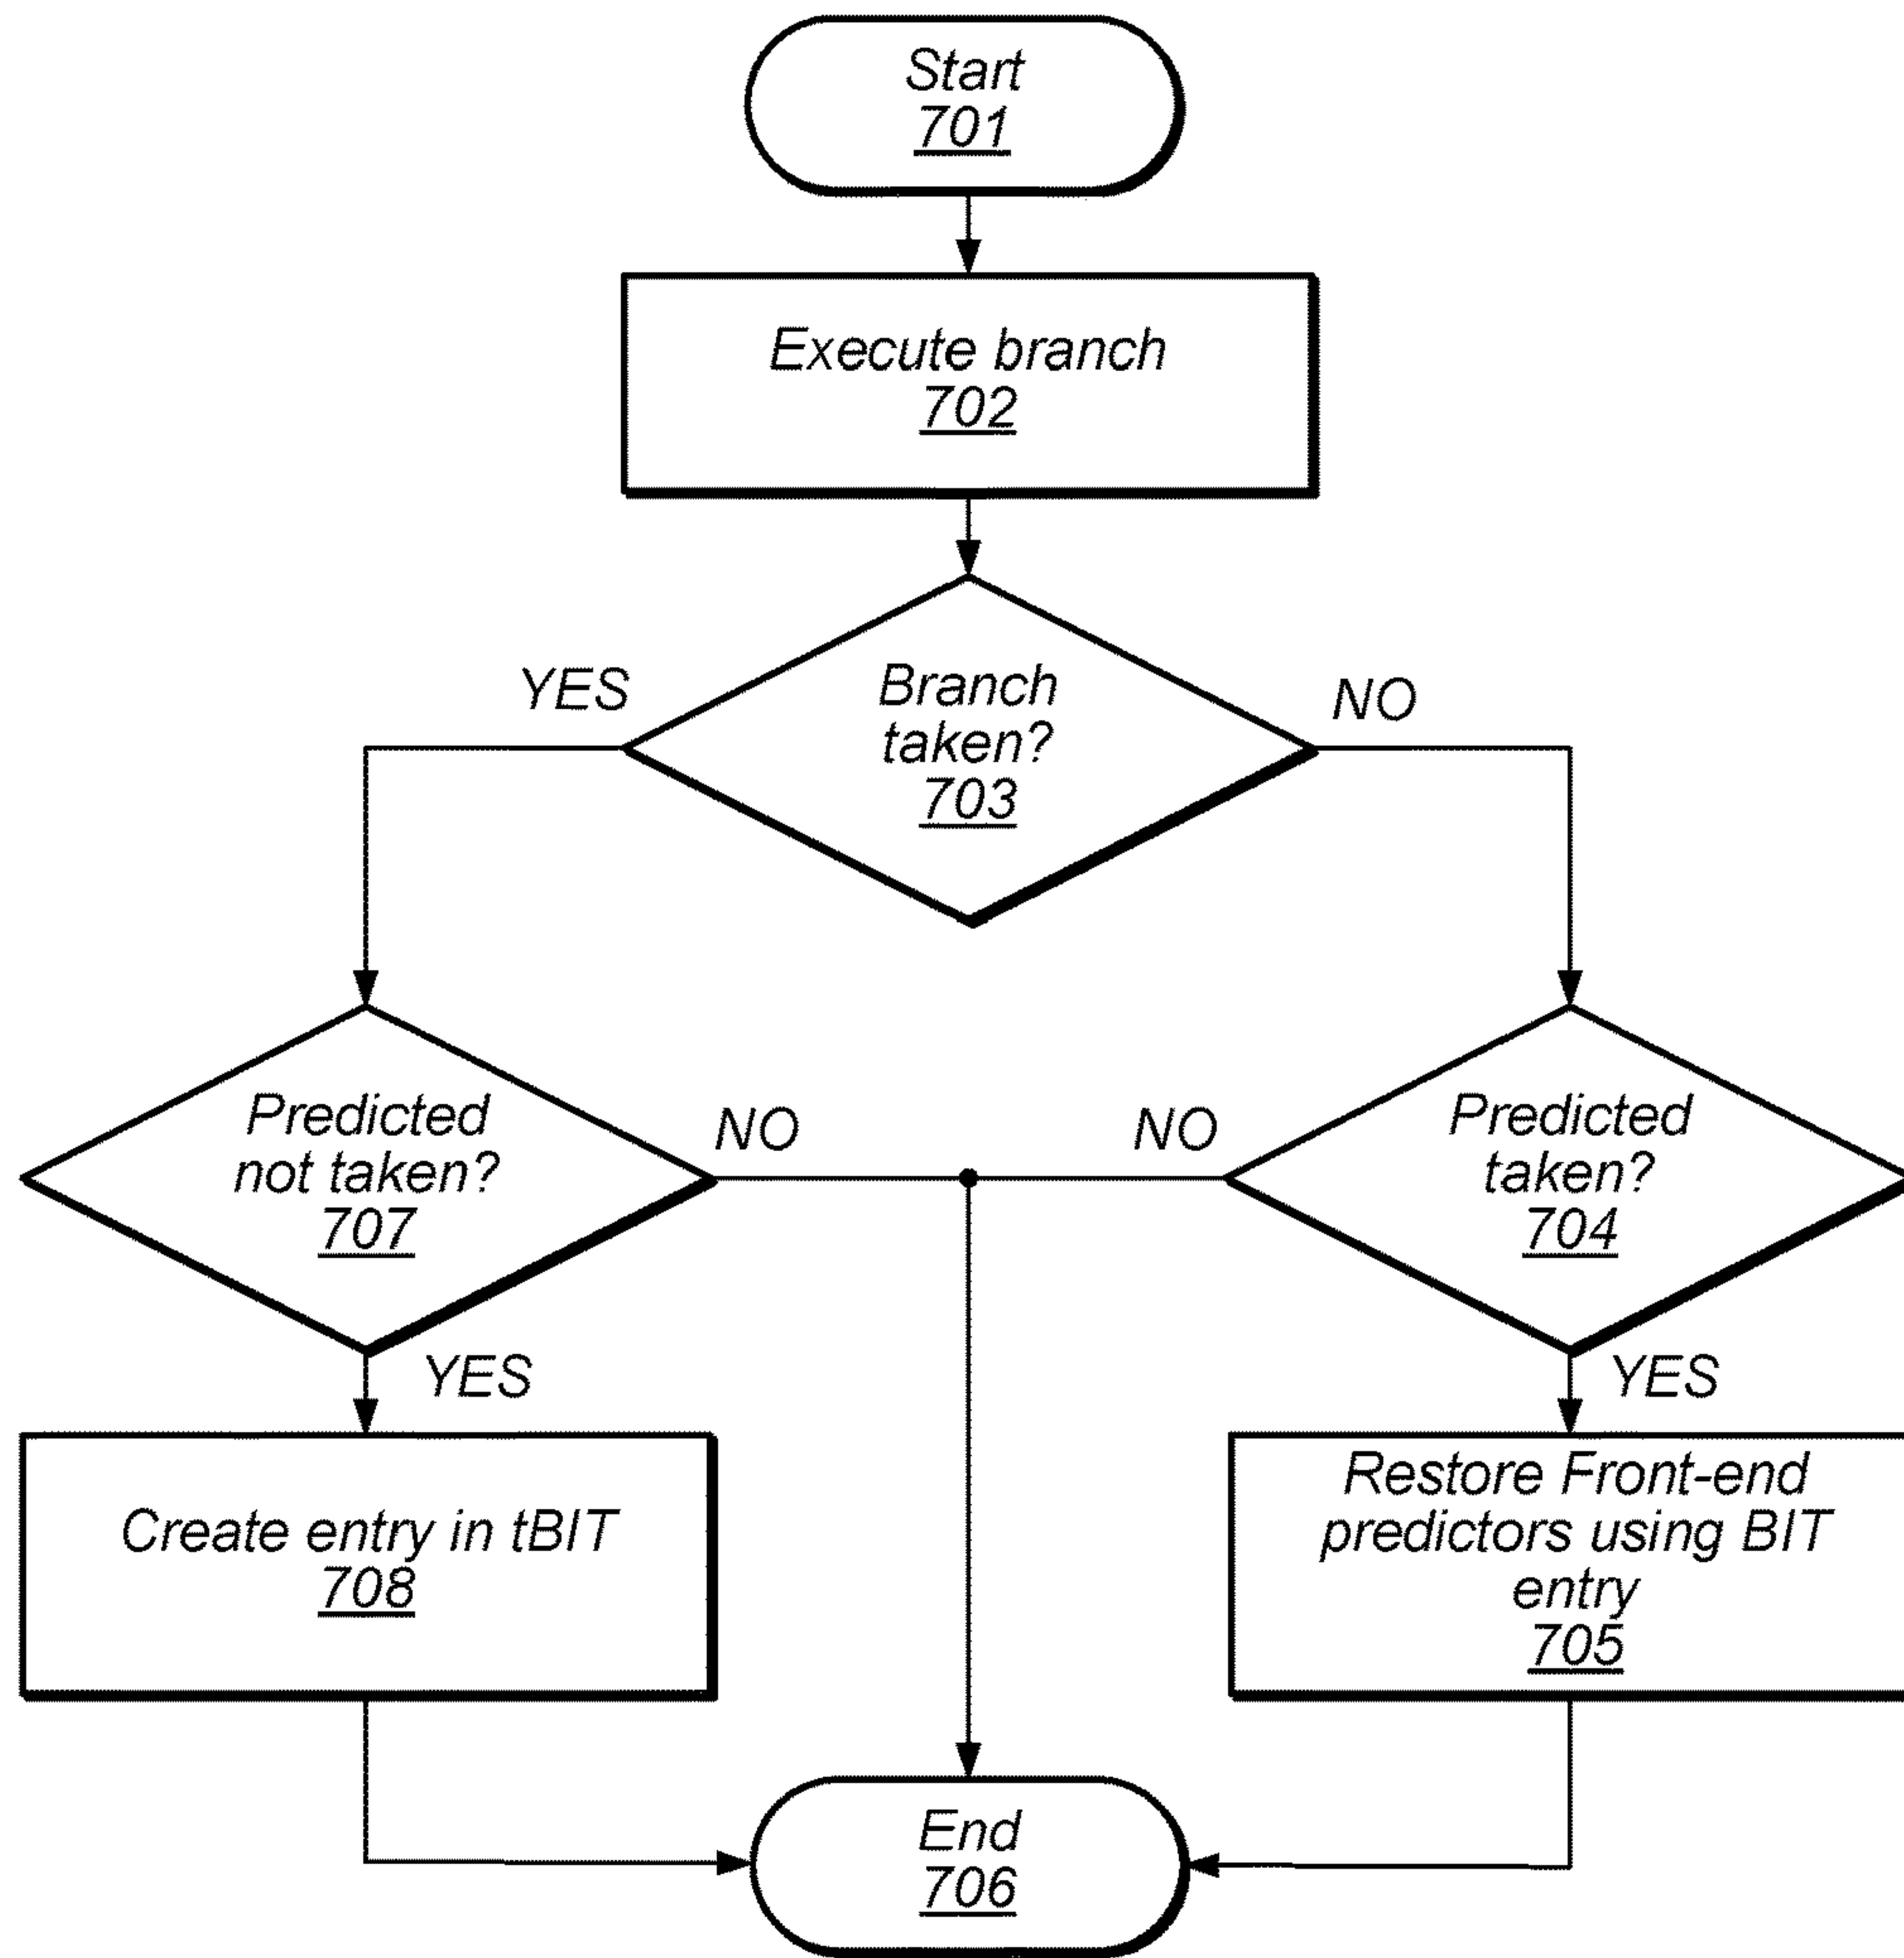 Start
701
Execute branch
702
YES
Branch
taken?
703
NO
Predicted
not taken?
707
NO
NO
Predicted
taken?
704
YES
YES
Create entry in tBIT
708
Restore Front-end
predictors using BIT
entry
705
End
706